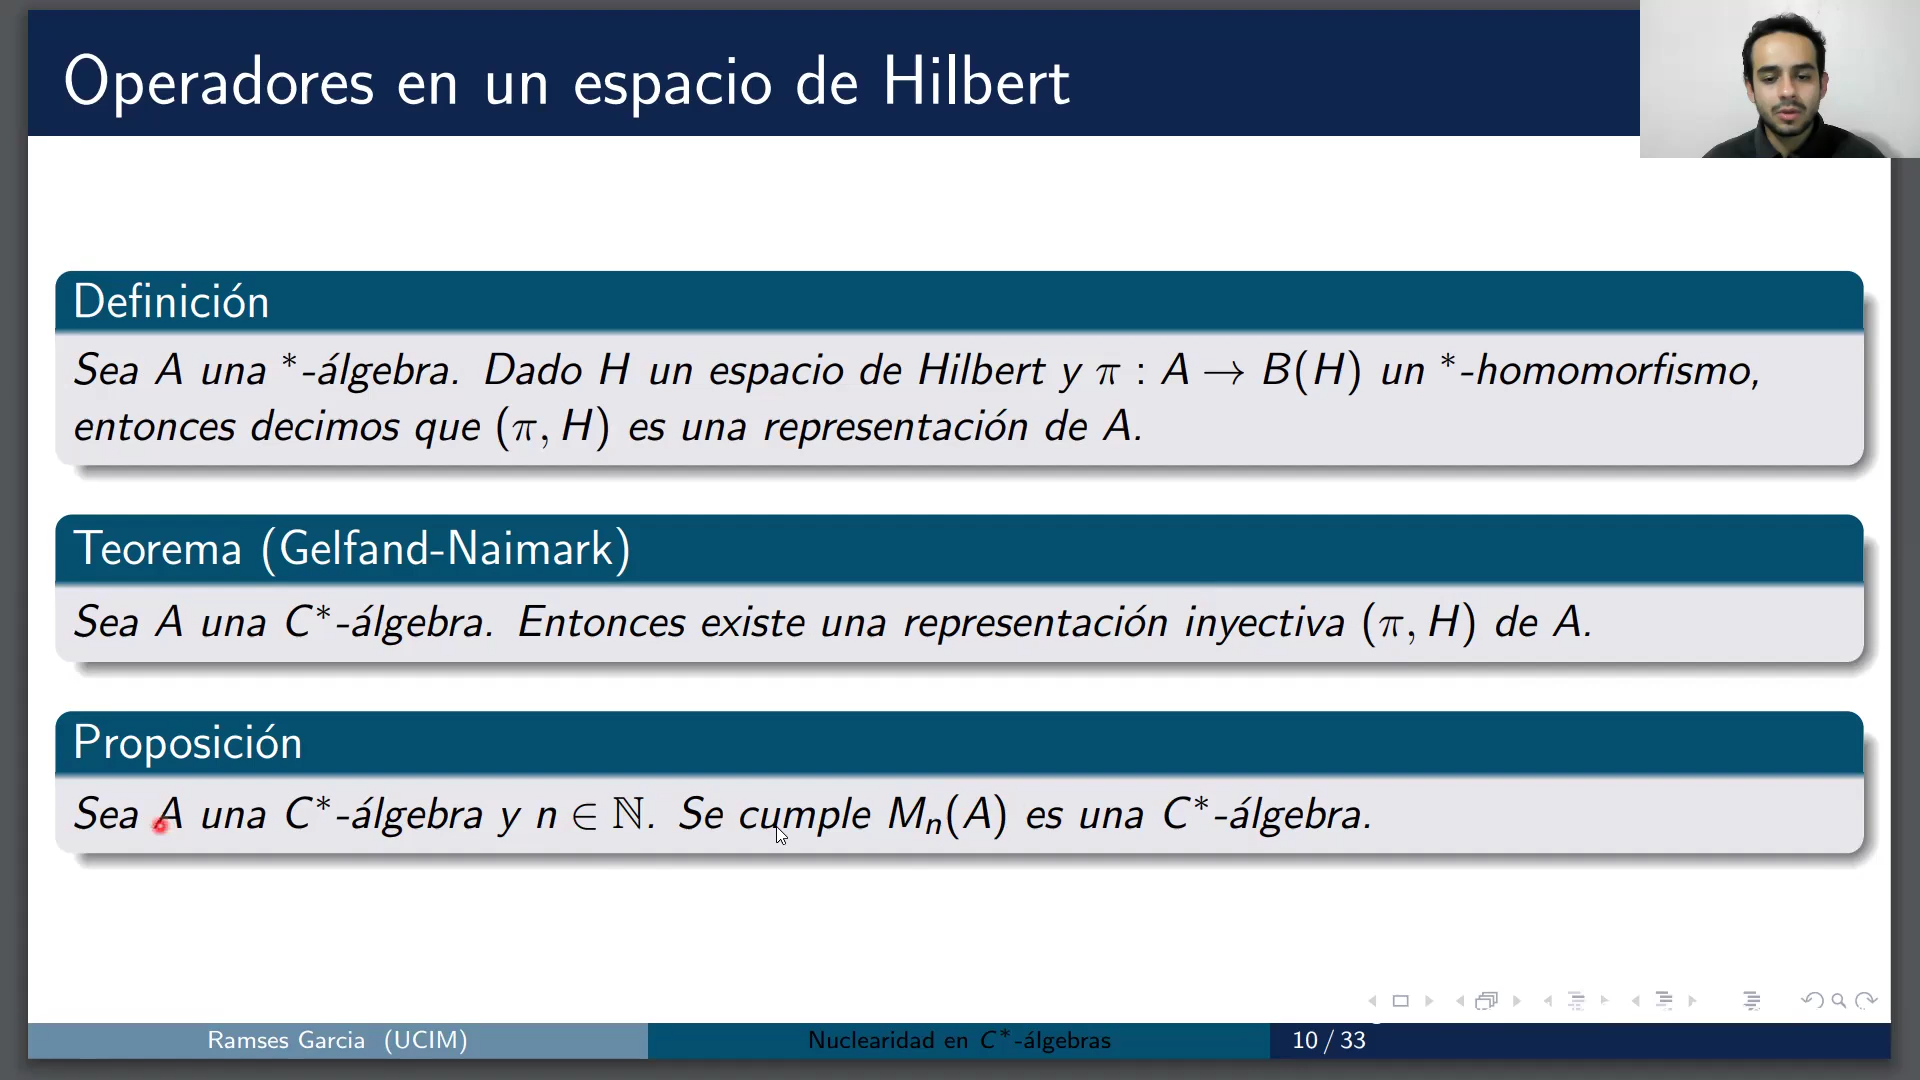 Operadores en un espacio de Hilbert
Definición
Sea A una *-álgebra. Dado H un espacio de Hilbert y π : A → B(H) un *-homomorfismo,
entonces decimos que (π, H) es una representación de A.
Teorema (Gelfand-Naimark)
Sea A una C*-álgebra. Entonces existe una representación inyectiva (π, H) de A.
Proposición
Sea A una C*-álgebra y n ∈ ℕ. Se cumple Mₙ(A) es una C*-álgebra.
Ramses Garcia (UCIM)
Nuclearidad en C*-álgebras
10 / 33